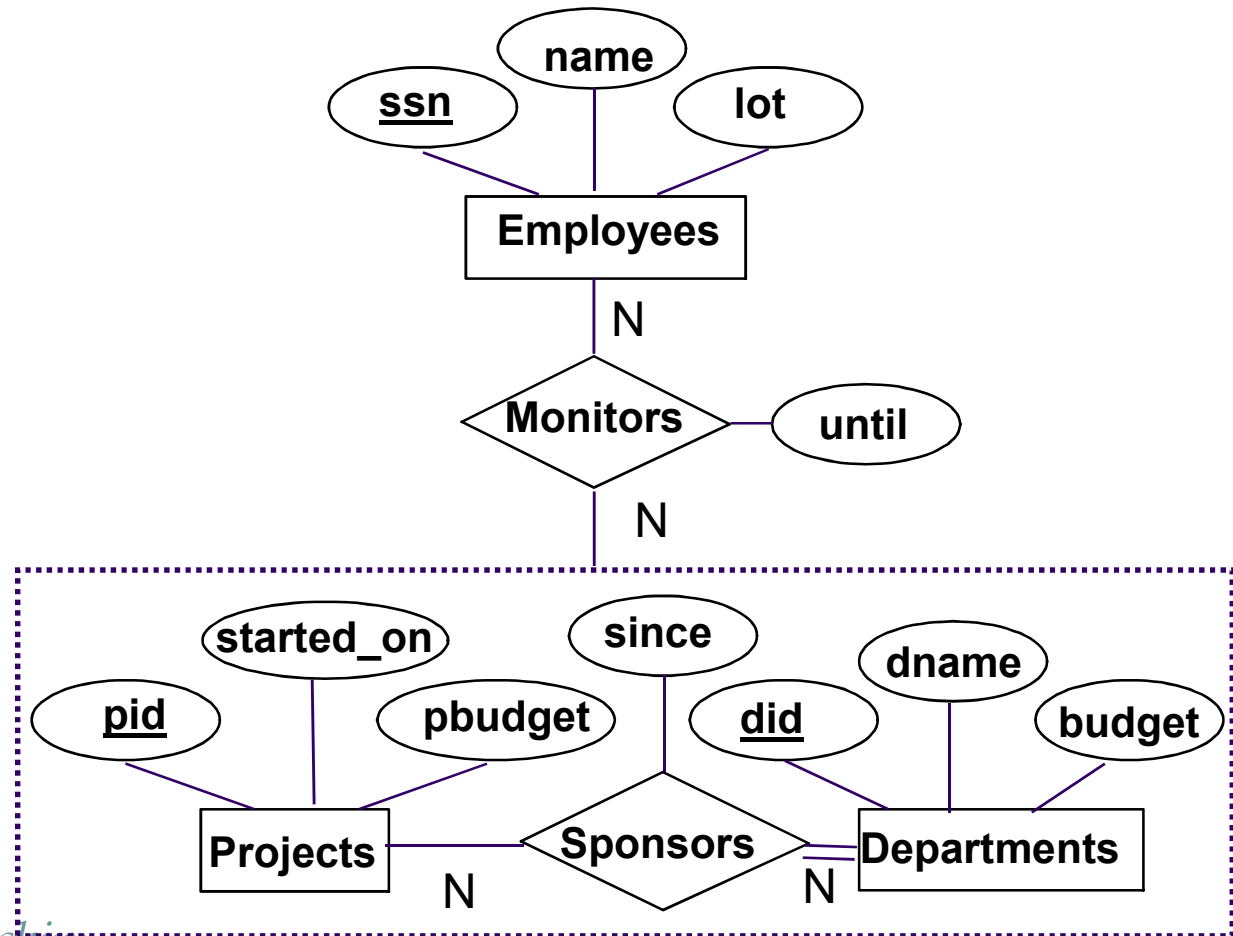 name
ssn
lot
Employees
N
Monitors
until
N
started_on
since
dname
pid
pbudget
did
budget
Projects
Sponsors
Departments
N
N